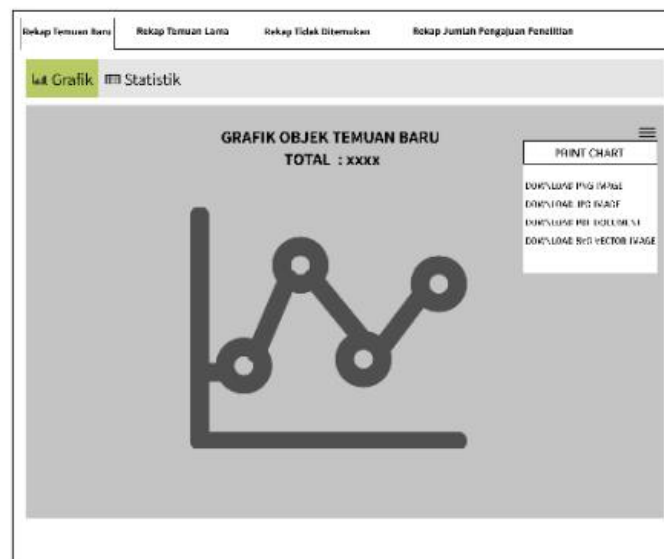 Rekap Temuan Baru Rekap Temuan Lama Rekap Tidak Ditemukan Rekap Jumlah Pengajuan Penelitian
Grafik Statistik
GRAFIK OBJEK TEMUAN BARU
TOTAL : xxxx
PRINT CHART
DOWNLOAD PNG IMAGE
DOWNLOAD JPG IMAGE
DOWNLOAD PDF DOCUMENT
DOWNLOAD SVG VECTOR IMAGE